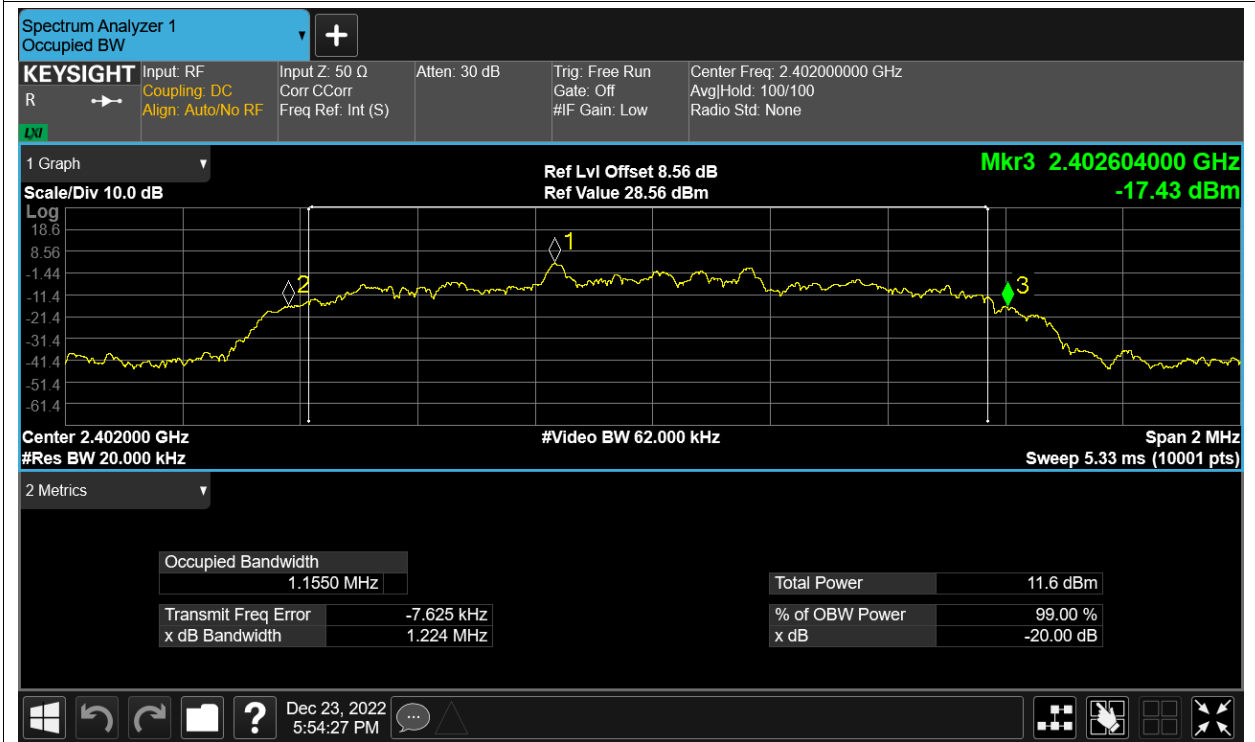 Spectrum Analyzer 1
Occupied BW
+
KEYSIGHT
R
LXI
Input: RF
Coupling: DC
Align: Auto/No RF
Input Z: 50 Ω
Corr CCorr
Freq Ref: Int (S)
Atten: 30 dB
Trig: Free Run
Gate: Off
#IF Gain: Low
Center Freq: 2.402000000 GHz
Avg|Hold: 100/100
Radio Std: None
1 Graph
Scale/Div 10.0 dB
Ref Lvl Offset 8.56 dB
Ref Value 28.56 dBm
Mkr3 2.402604000 GHz
-17.43 dBm
Log
18.6
8.56
-1.44
-11.4
-21.4
-31.4
-41.4
-51.4
-61.4
1
2
3
Center 2.402000 GHz
#Video BW 62.000 kHz
Span 2 MHz
#Res BW 20.000 kHz
Sweep 5.33 ms (10001 pts)
2 Metrics
Occupied Bandwidth
1.1550 MHz
Total Power 11.6 dBm
Transmit Freq Error -7.625 kHz
% of OBW Power 99.00 %
x dB Bandwidth 1.224 MHz
x dB -20.00 dB
?
Dec 23, 2022
5:54:27 PM